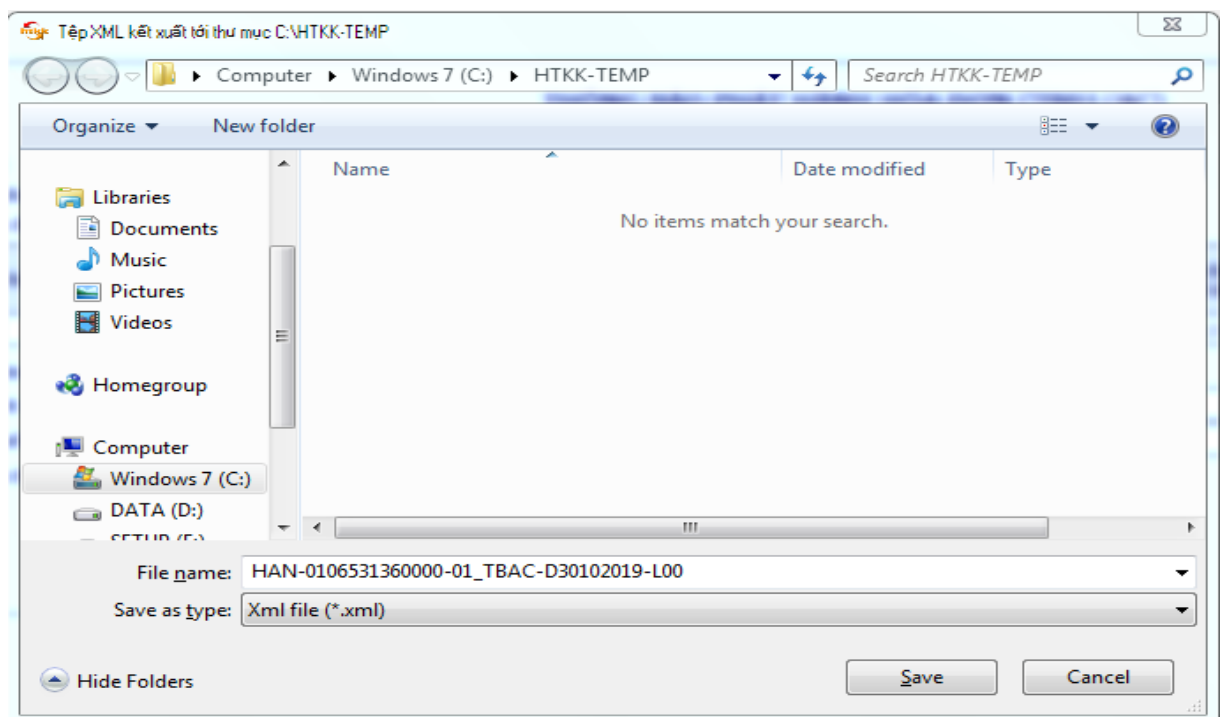 Tệp XML kết xuất tới thư mục C:\HTKK-TEMP
Computer Windows 7 (C:) HTKK-TEMP Search HTKK-TEMP
Organize New folder
Name Date modified Type
No items match your search.
Libraries
Documents
Music
Pictures
Videos
Homegroup
Computer
Windows 7 (C:)
DATA (D:)
File name: HAN-0106531360000-01_TBAC-D30102019-L00
Save as type: Xml file (*.xml)
Hide Folders Save Cancel